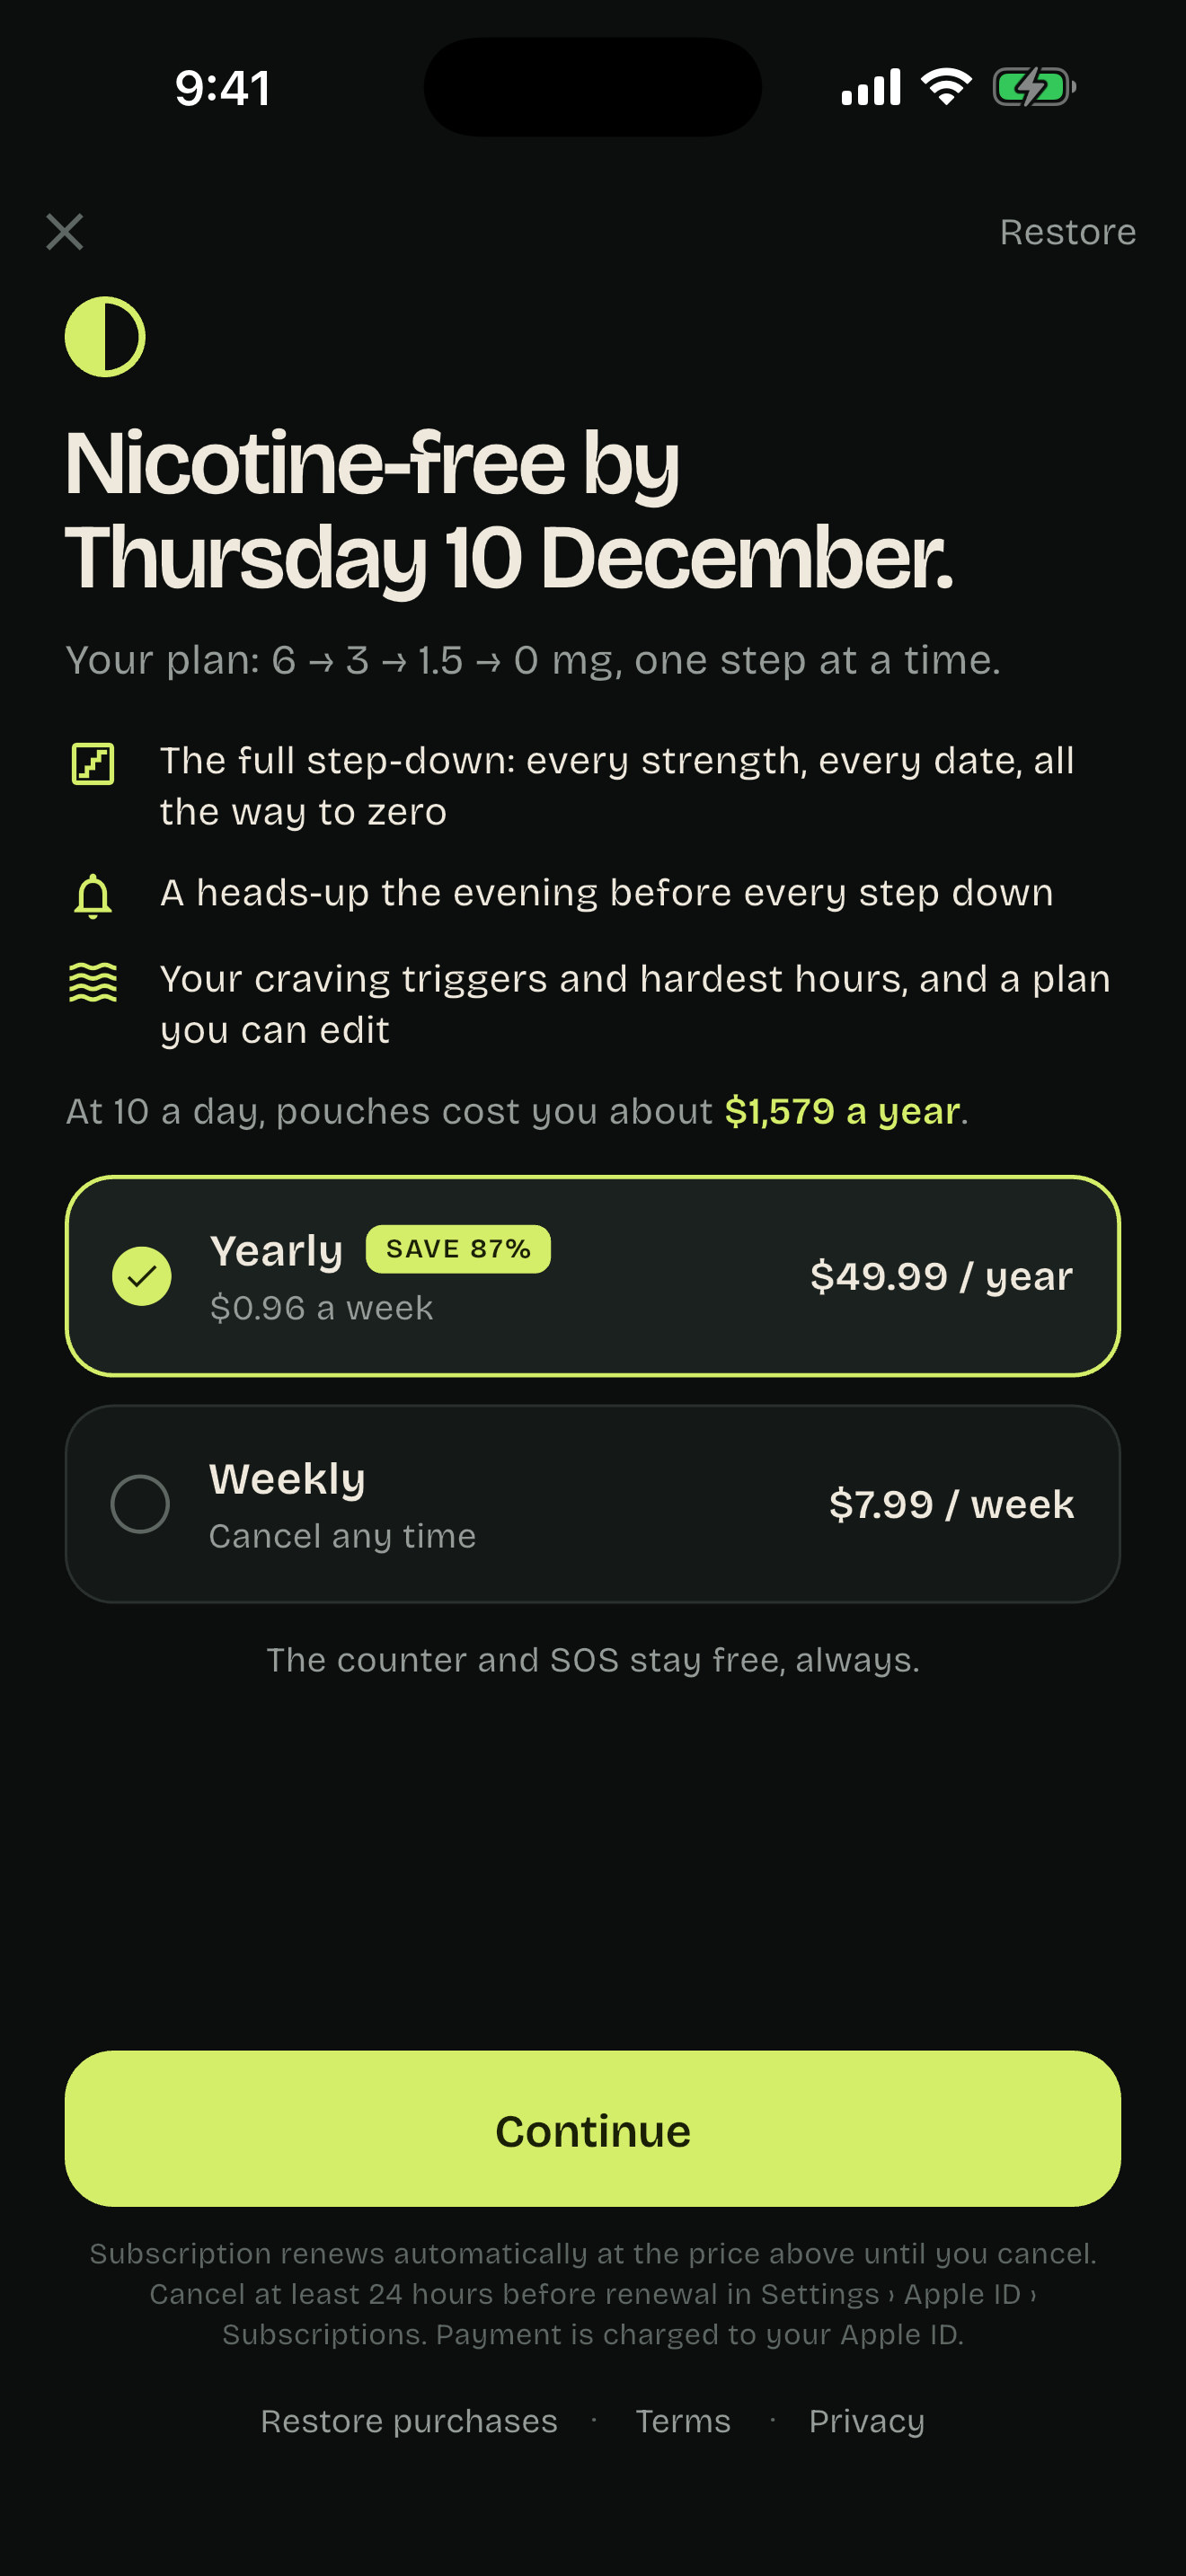 9:41
Restore
Nicotine-free by
Thursday 10 December.
Your plan: 6 → 3 → 1.5 → 0 mg, one step at a time.
The full step-down: every strength, every date, all
the way to zero
A heads-up the evening before every step down
Your craving triggers and hardest hours, and a plan
you can edit
At 10 a day, pouches cost you about $1,579 a year.
Yearly SAVE 87%
$0.96 a week
$49.99 / year
Weekly
Cancel any time
$7.99 / week
The counter and SOS stay free, always.
Continue
Subscription renews automatically at the price above until you cancel.
Cancel at least 24 hours before renewal in Settings › Apple ID ›
Subscriptions. Payment is charged to your Apple ID.
Restore purchases · Terms · Privacy